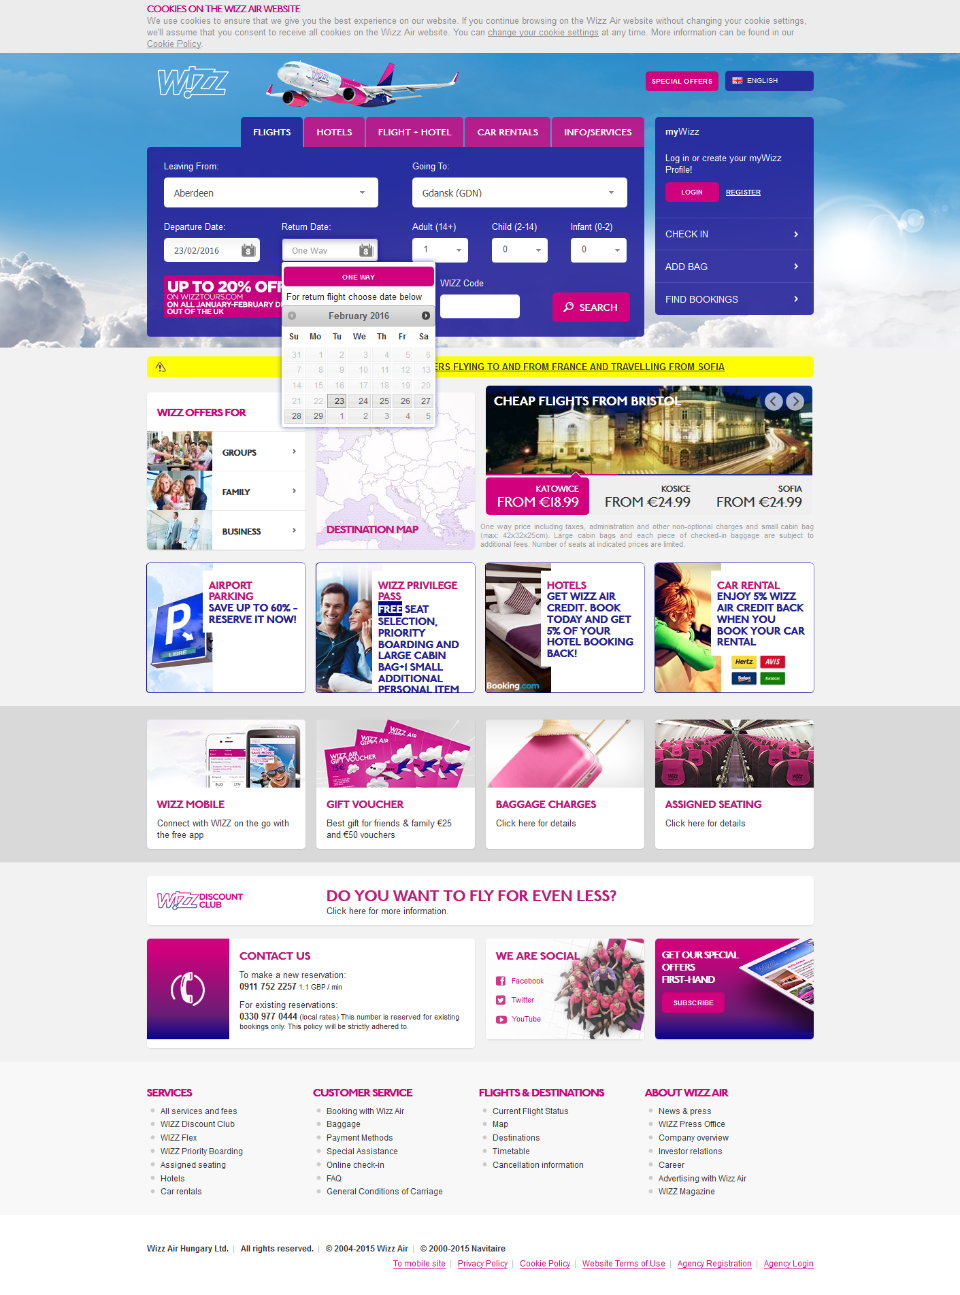 COOKIES ON THE WIZZ AIR WEBSITE
We use cookies to ensure that we give you the best experience on our website. If you continue browsing on the Wizz Air website without changing your cookie settings,
we'll assume that you consent to receive all cookies on the Wizz Air website. You can change your cookie settings at any time. More information can be found in our
Cookie Policy.
WIZZ
SPECIAL OFFERS
ENGLISH
FLIGHTS
HOTELS
FLIGHT + HOTEL
CAR RENTALS
INFO/SERVICES
myWizz
Log in or create your myWizz
Profile!
LOGIN
REGISTER
CHECK IN
ADD BAG
FIND BOOKINGS
Leaving From:
Going To:
Aberdeen
Gdansk (GDN)
Departure Date:
Return Date:
Adult (14+)
Child (2-14)
Infant (0-2)
23/02/2016
One Way
1
0
0
UP TO 20% OFF
ON WIZZTOURS.COM
ON ALL JANUARY-FEBRUARY D
OUT OF THE UK
WIZZ Code
SEARCH
ONE WAY
For return flight choose date below
February 2016
Su Mo Tu We Th Fr Sa
31 1 2 3 4 5 6
7 8 9 10 11 12 13
14 15 16 17 18 19 20
21 22 23 24 25 26 27
28 29 1 2 3 4 5
ERS FLYING TO AND FROM FRANCE AND TRAVELLING FROM SOFIA
WIZZ OFFERS FOR
GROUPS
FAMILY
BUSINESS
DESTINATION MAP
CHEAP FLIGHTS FROM BRISTOL
KATOWICE
FROM €18.99
KOSICE
FROM €24.99
SOFIA
FROM €24.99
One way price including taxes, administration and other non-optional charges and small cabin bag
(max: 42x32x25cm). Large cabin bags and each piece of checked-in baggage are subject to
additional fees. Number of seats at indicated prices are limited.
AIRPORT
PARKING
SAVE UP TO 60% -
RESERVE IT NOW!
P
LIBRE
WIZZ PRIVILEGE
PASS
FREE SEAT
SELECTION,
PRIORITY
BOARDING AND
LARGE CABIN
BAG+1 SMALL
ADDITIONAL
PERSONAL ITEM
HOTELS
GET WIZZ AIR
CREDIT. BOOK
TODAY AND GET
5% OF YOUR
HOTEL BOOKING
BACK!
Booking.com
CAR RENTAL
ENJOY 5% WIZZ
AIR CREDIT BACK
WHEN YOU
BOOK YOUR CAR
RENTAL
Hertz
AVIS
Budget
WIZZ MOBILE
Connect with WIZZ on the go with
the free app
WIZZ AIR
GIFT VOUCHER
GIFT VOUCHER
Best gift for friends & family €25
and €50 vouchers
BAGGAGE CHARGES
Click here for details
ASSIGNED SEATING
Click here for details
WIZZ DISCOUNT
CLUB
DO YOU WANT TO FLY FOR EVEN LESS?
Click here for more information.
CONTACT US
To make a new reservation:
0911 752 2257 1.1 GBP / min
For existing reservations:
0330 977 0444 (local rates) This number is reserved for existing
bookings only. This policy will be strictly adhered to.
WE ARE SOCIAL
Facebook
Twitter
YouTube
GET OUR SPECIAL
OFFERS
FIRST-HAND
SUBSCRIBE
SERVICES
All services and fees
WIZZ Discount Club
WIZZ Flex
WIZZ Priority Boarding
Assigned seating
Hotels
Car rentals
CUSTOMER SERVICE
Booking with Wizz Air
Baggage
Payment Methods
Special Assistance
Online check-in
FAQ
General Conditions of Carriage
FLIGHTS & DESTINATIONS
Current Flight Status
Map
Destinations
Timetable
Cancellation information
ABOUT WIZZ AIR
News & press
WIZZ Press Office
Company overview
Investor relations
Career
Advertising with Wizz Air
WIZZ Magazine
Wizz Air Hungary Ltd. | All rights reserved. | © 2004-2015 Wizz Air | © 2000-2015 Navitaire
To mobile site | Privacy Policy | Cookie Policy | Website Terms of Use | Agency Registration | Agency Login